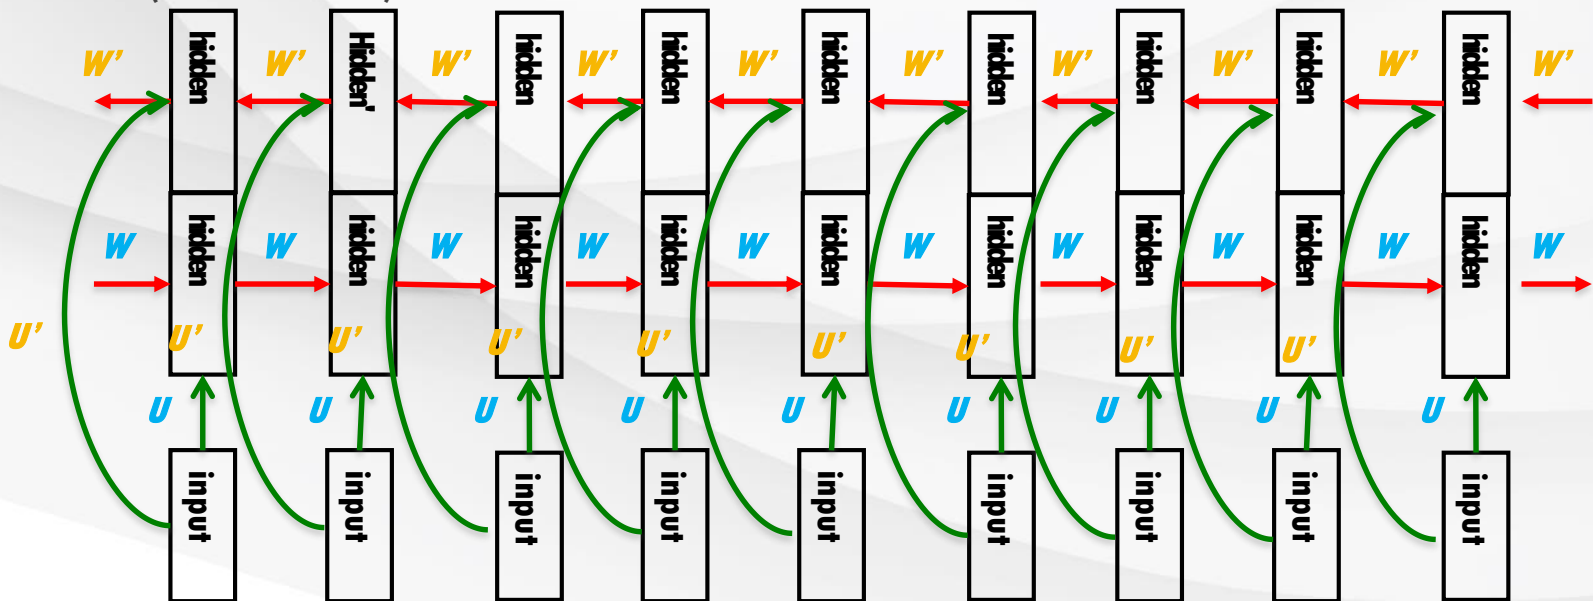 hidden Hidden" hidden hidden hidden hidden hidden hidden hidden
W' W' W' W' W' W' W' W' W' W'
hidden hidden hidden hidden hidden hidden hidden hidden hidden
W W W W W W W W W W
U' U' U' U' U' U' U' U' U'
U U U U U U U U U
input input input input input input input input input